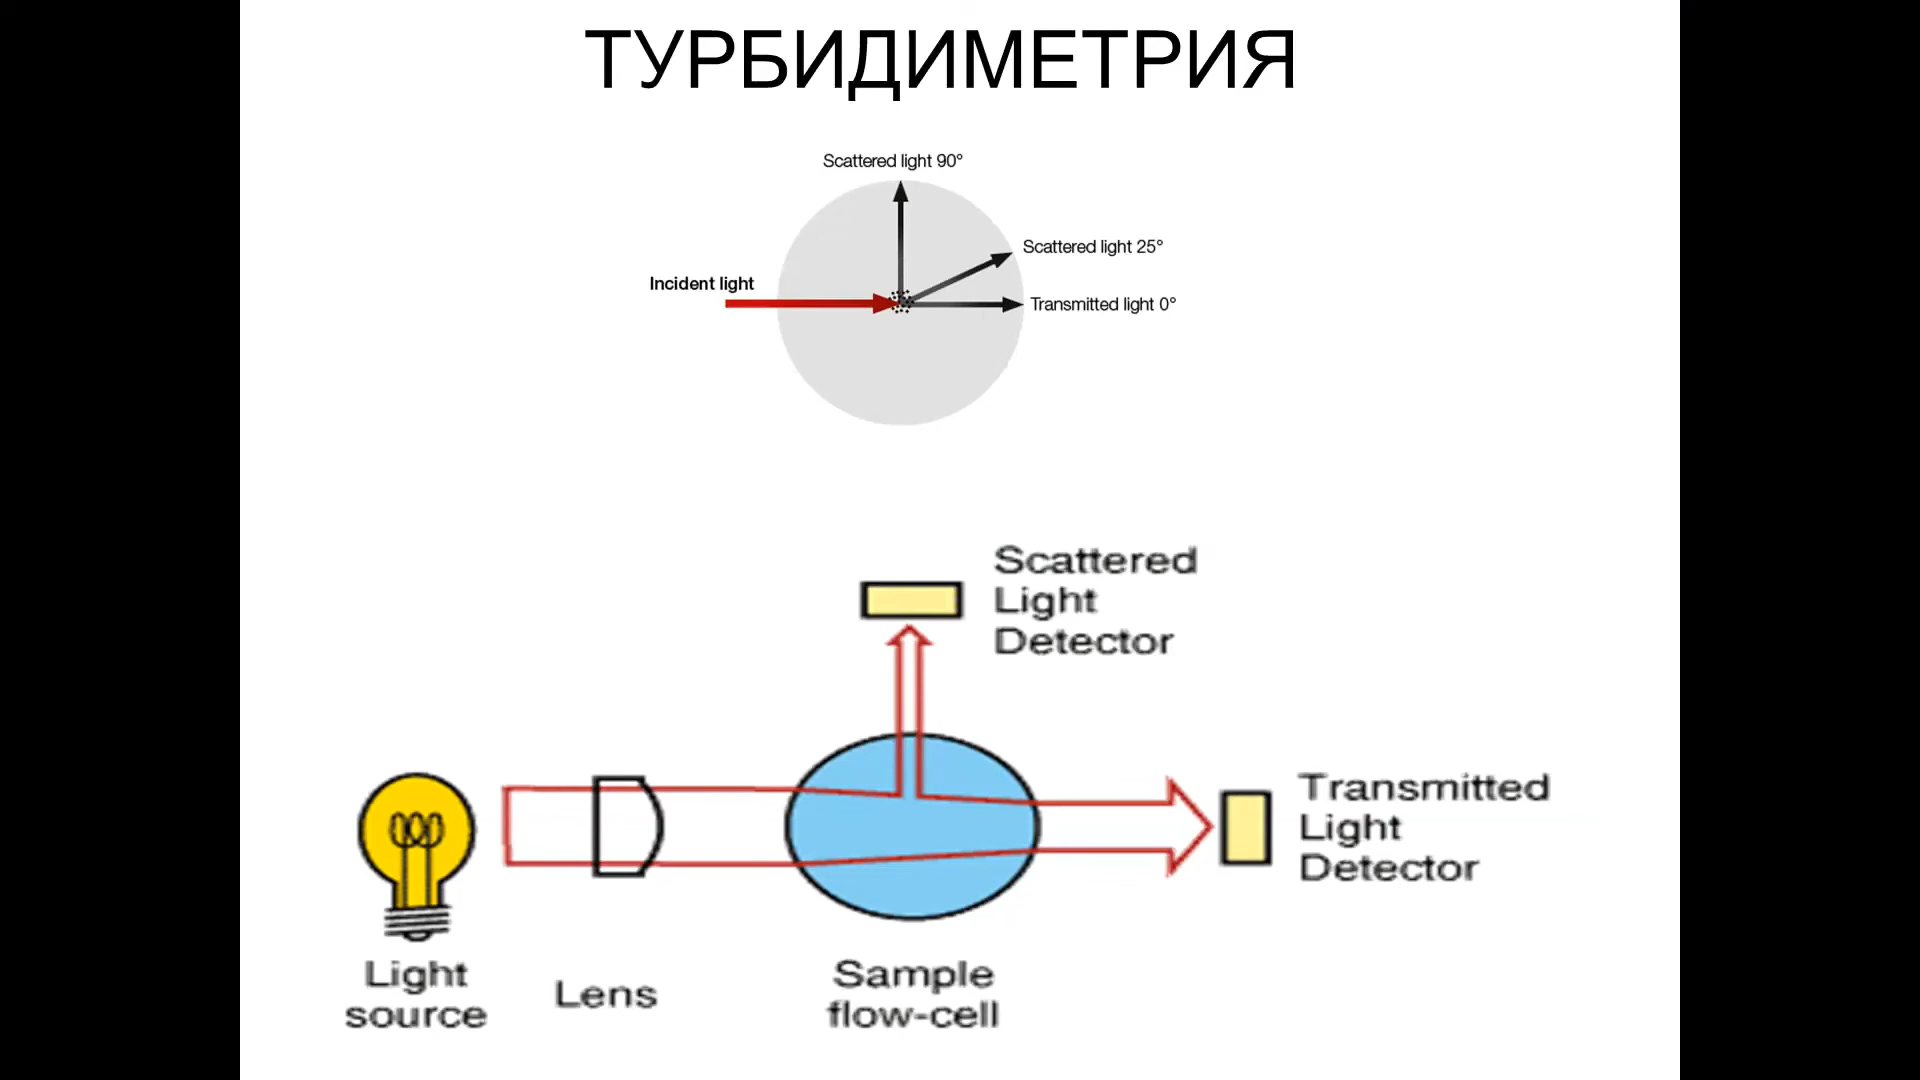 ТУРБИДИМЕТРИЯ
Scattered light 90°
Scattered light 25°
Incident light
Transmitted light 0°
Scattered
Light
Detector
Transmitted
Light
Detector
Light
source
Lens
Sample
flow-cell